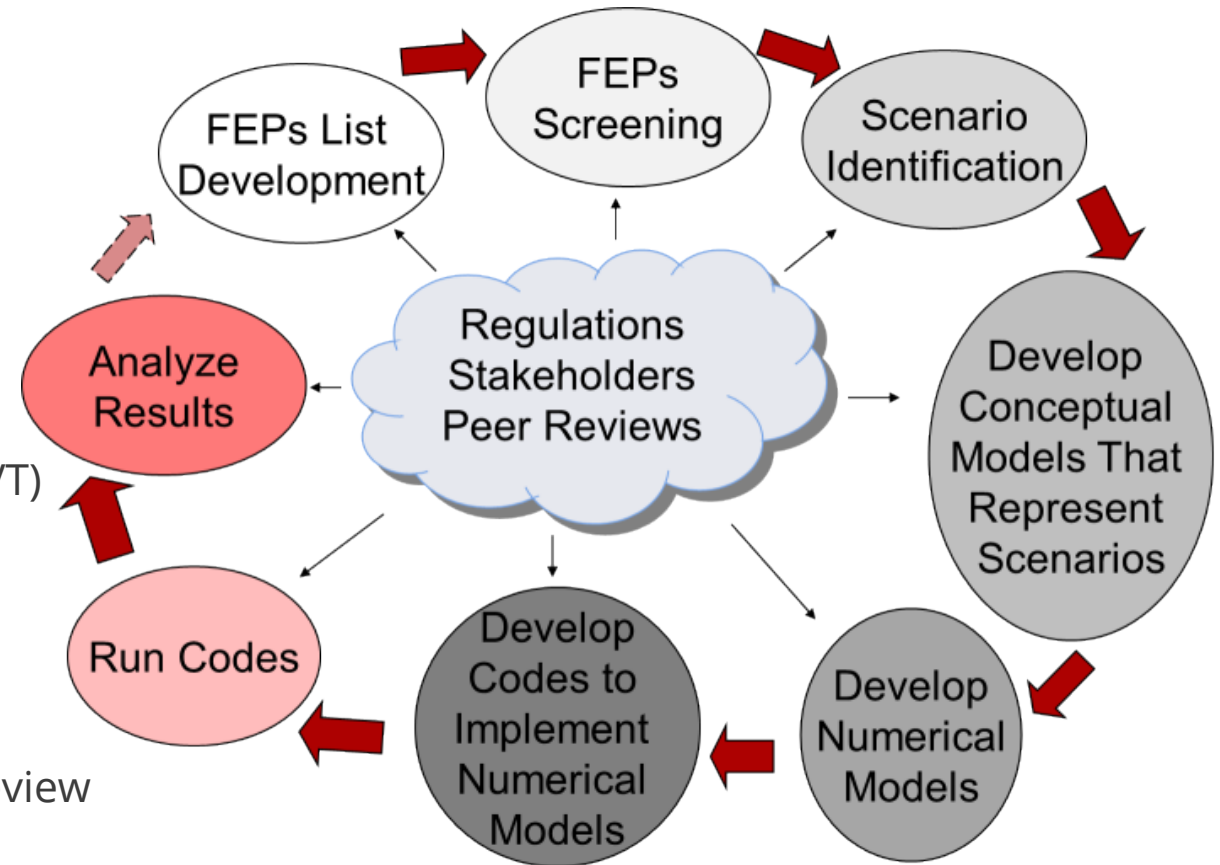 FEPs List
Development
FEPs
Screening
Scenario
Identification
Develop
Conceptual
Models That
Represent
Scenarios
Develop
Numerical
Models
Develop
Codes to
Implement
Numerical
Models
Run Codes
Analyze
Results
Regulations
Stakeholders
Peer Reviews
/T)
view